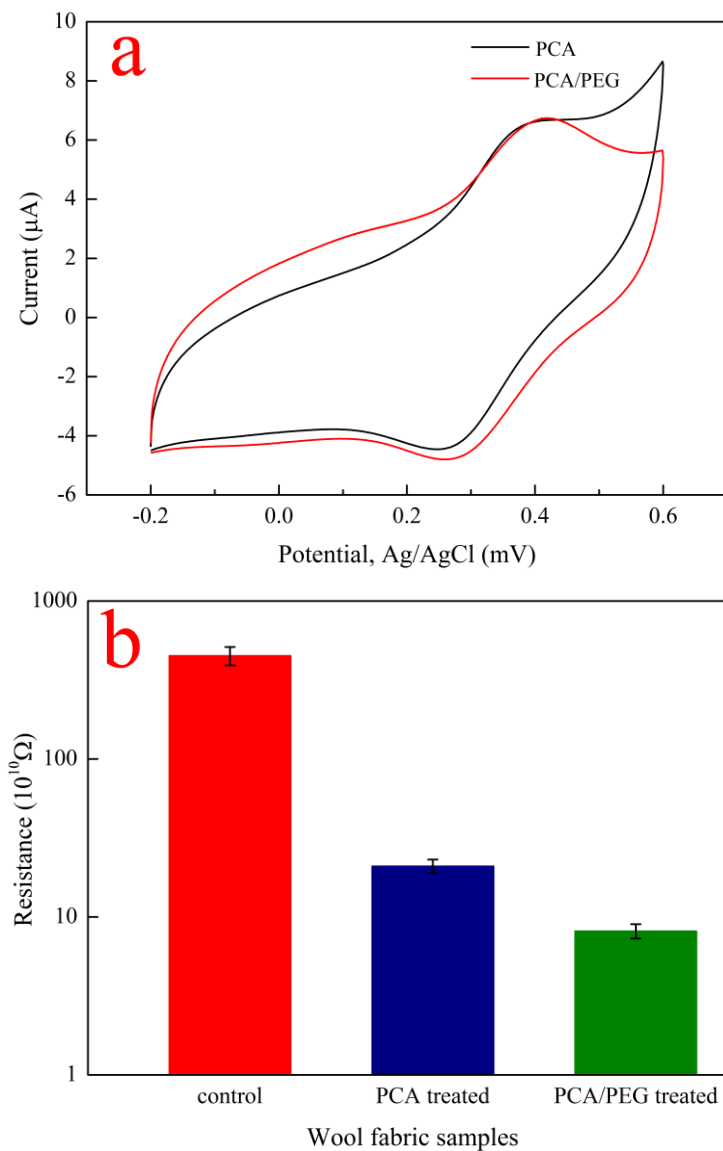 a
PCA
PCA/PEG
10
8
6
4
2
0
-2
-4
-6
Current (μA)
-0.2 0.0 0.2 0.4 0.6
Potential, Ag/AgCl (mV)
b
1000
100
10
1
Resistance (10¹⁰Ω)
control PCA treated PCA/PEG treated
Wool fabric samples